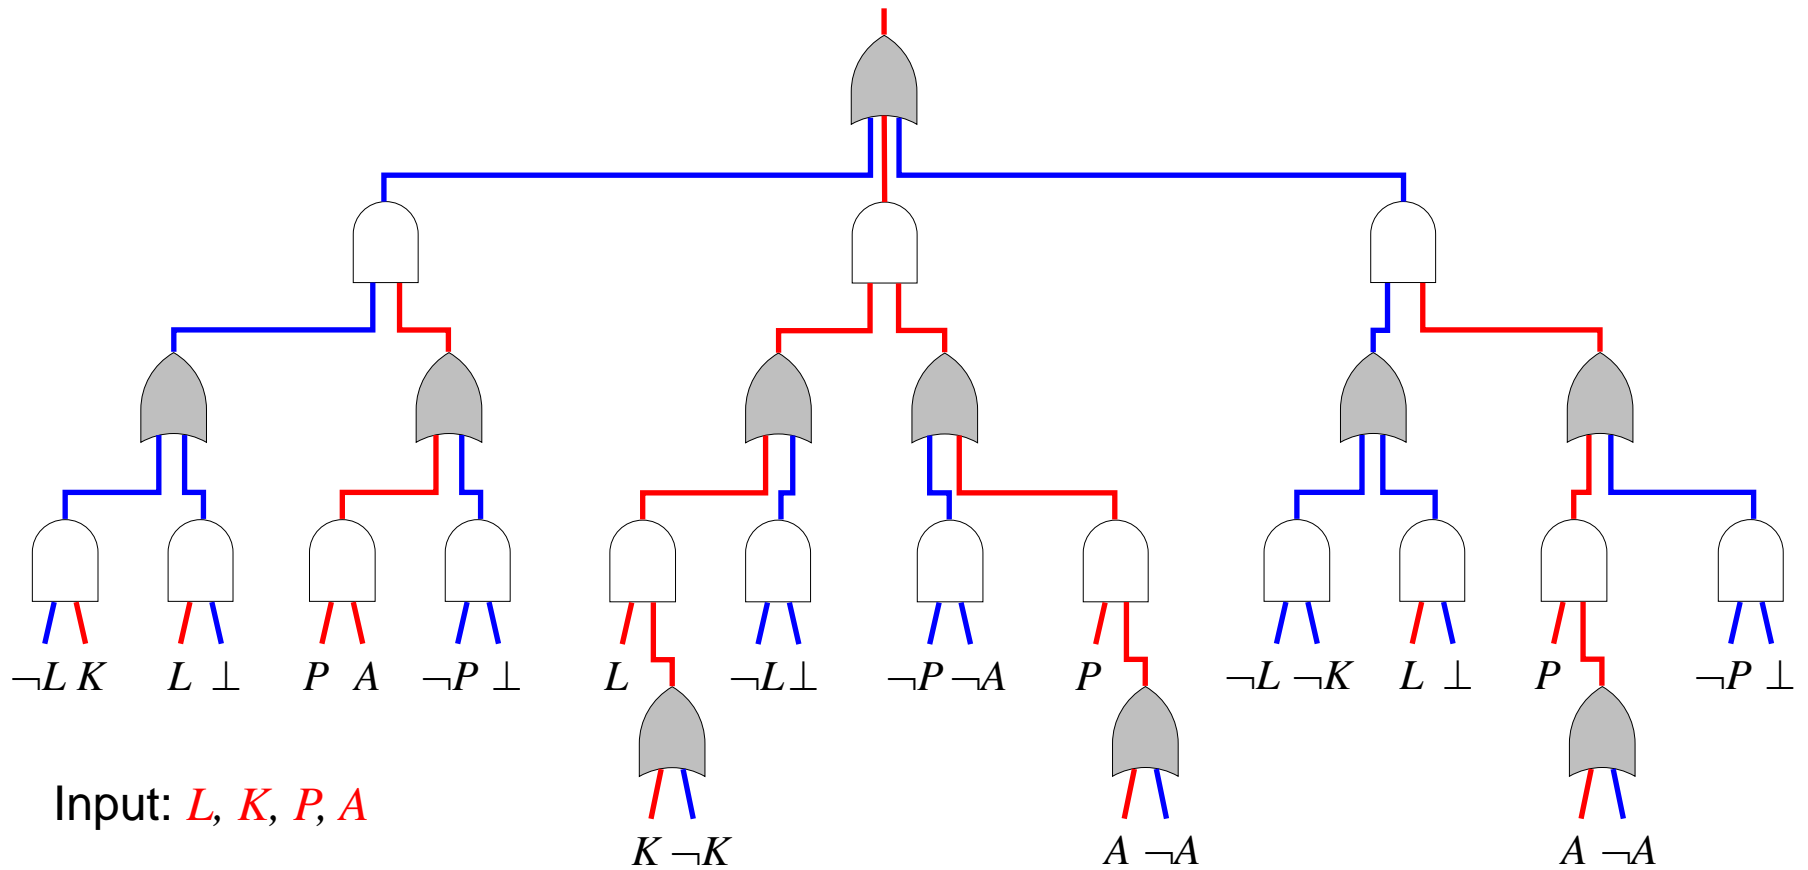 ¬L K L ⊥ P A ¬P ⊥ L ¬L⊥ ¬P ¬A P ¬L ¬K L ⊥ P ¬P ⊥
Input: L, K, P, A
K ¬K A ¬A A ¬A